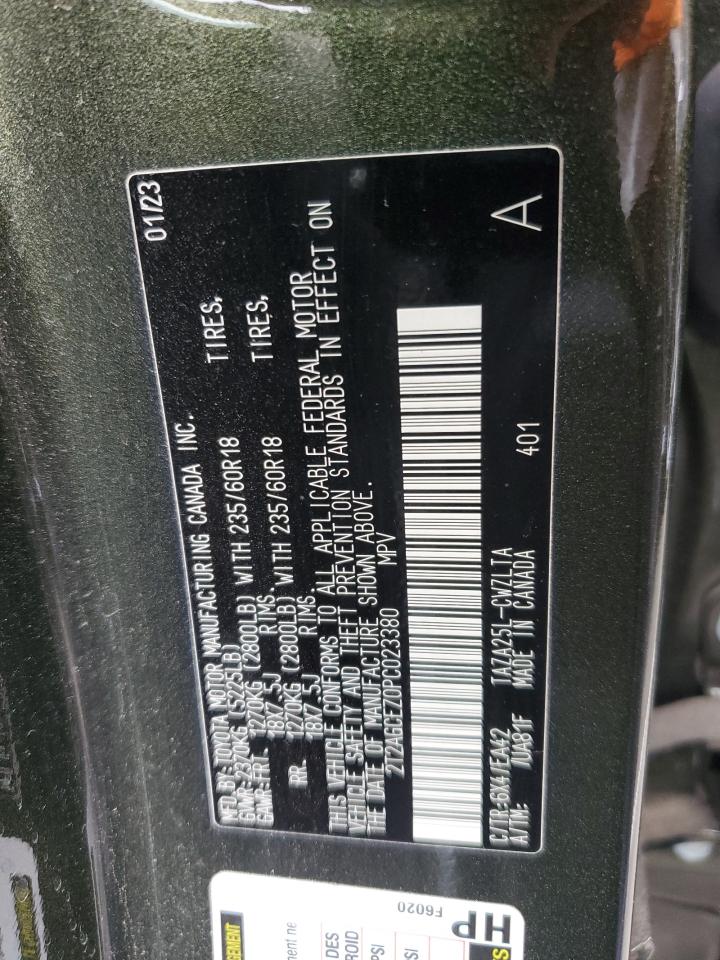 01/23
MFD.BY:TOYOTA MOTOR MANUFACTURING CANADA INC.
GVWR:2370KG (5225LB)
GAWR:FRT 1270KG (2800LB) WITH 235/60R18 TIRES,
18X7.5J RIMS,
RR. 1270KG (2800LB) WITH 235/60R18 TIRES,
18X7.5J RIMS.
THIS VEHICLE CONFORMS TO ALL APPLICABLE FEDERAL MOTOR
VEHICLE SAFETY AND THEFT PREVENTION STANDARDS IN EFFECT ON
THE DATE OF MANUFACTURE SHOWN ABOVE.
2T2AGCEZ0PC023380 MPV
C/TR:6X4/EA42 TAZA25L-CWZLTA
A/TM: /UA81F MADE IN CANADA 401 A
F6020
HP